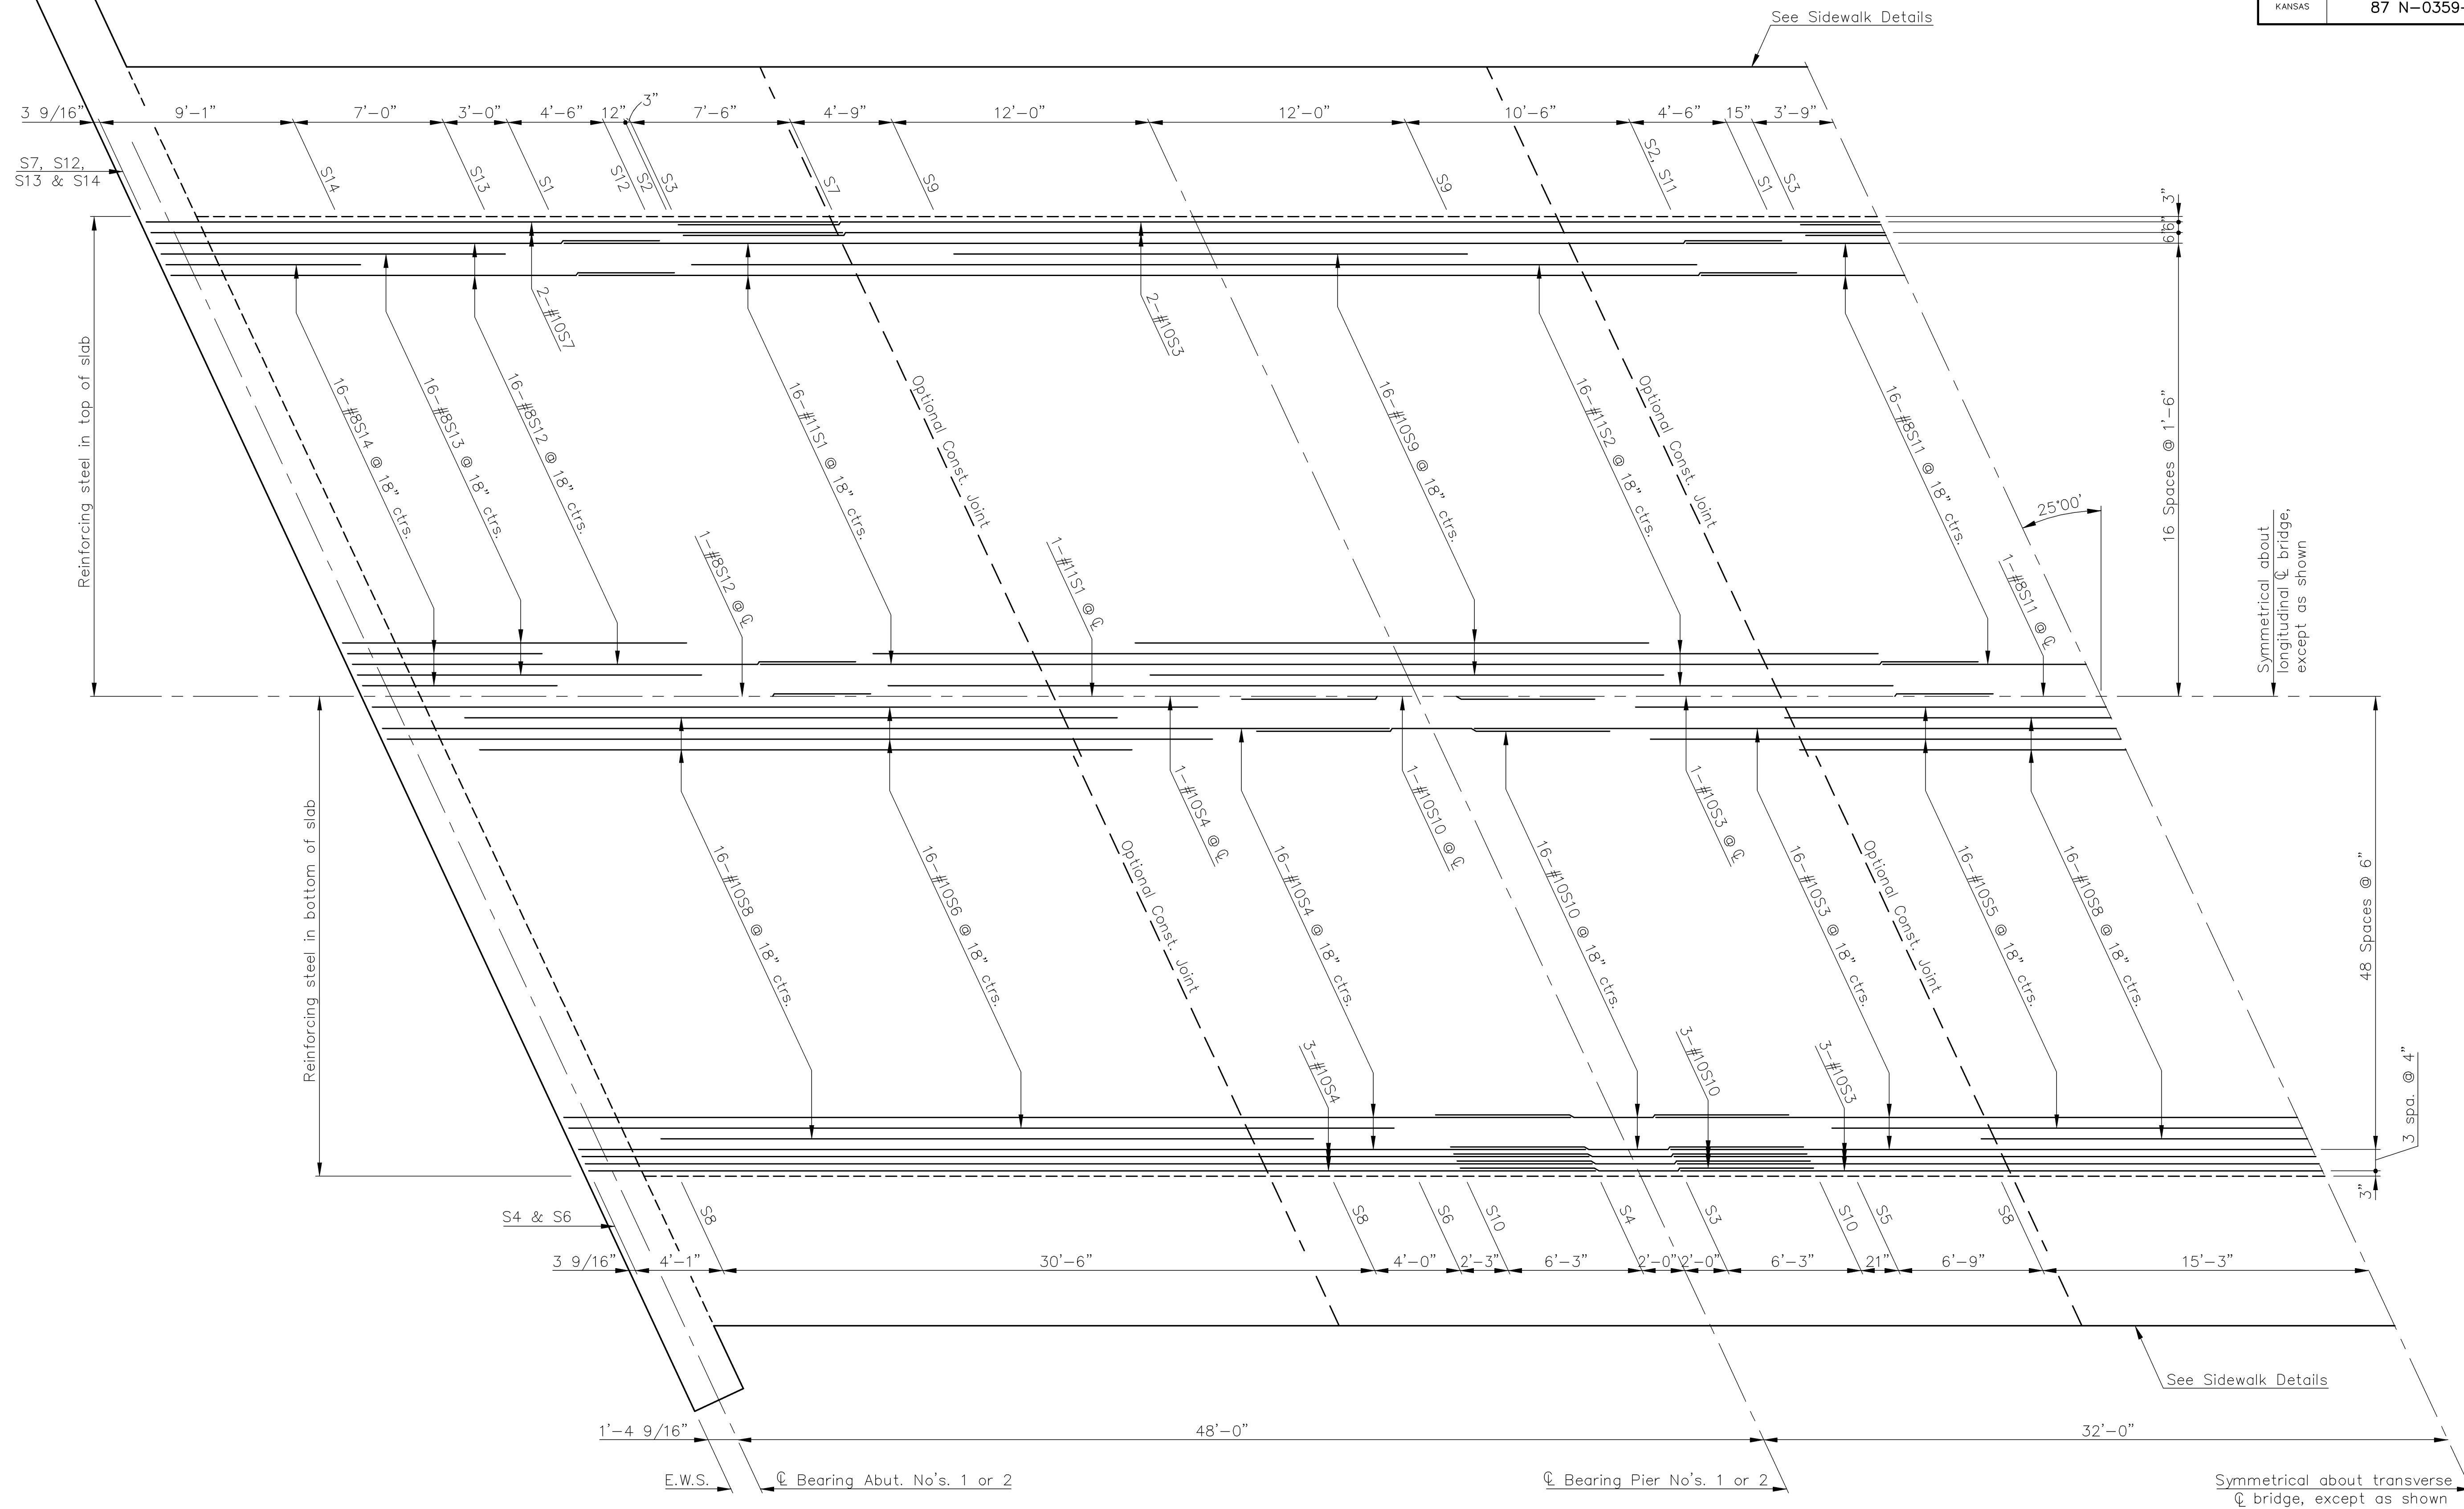 KANSAS
87 N-0359-
See Sidewalk Details
3 9/16"
9'-1"
7'-0"
3'-0"
4'-6"
12"
3"
7'-6"
4'-9"
12'-0"
12'-0"
10'-6"
4'-6"
15"
3'-9"
S7, S12,
S13 & S14
S14
S13
S1
S12
S2
S3
S7
S9
S9
S2, S11
S1
S3
3"
6"
6"
2-#10S7
2-#10S3
Reinforcing steel in top of slab
16-#8S14 @ 18" ctrs.
16-#8S13 @ 18" ctrs.
16-#8S12 @ 18" ctrs.
16-#11S1 @ 18" ctrs.
Optional Const. Joint
16-#10S9 @ 18" ctrs.
16-#11S2 @ 18" ctrs.
Optional Const. Joint
16-#8S11 @ 18" ctrs.
25°00'
16 Spaces @ 1'-6"
Symmetrical about
longitudinal ℄ bridge,
except as shown
1-#8S12 @ ℄
1-#11S1 @ ℄
1-#8S11 @ ℄
1-#10S4 @ ℄
1-#10S10 @ ℄
1-#10S3 @ ℄
Reinforcing steel in bottom of slab
16-#10S8 @ 18" ctrs.
16-#10S6 @ 18" ctrs.
Optional Const. Joint
16-#10S4 @ 18" ctrs.
16-#10S10 @ 18" ctrs.
16-#10S3 @ 18" ctrs.
Optional Const. Joint
16-#10S5 @ 18" ctrs.
16-#10S8 @ 18" ctrs.
48 Spaces @ 6"
3 spa. @ 4"
3"
3-#10S4
3-#10S10
3-#10S3
S4 & S6
S8
S8
S6
S10
S4
S3
S10
S5
S8
3 9/16"
4'-1"
30'-6"
4'-0"
2'-3"
6'-3"
2'-0"
2'-0"
6'-3"
21"
6'-9"
15'-3"
See Sidewalk Details
1'-4 9/16"
48'-0"
32'-0"
E.W.S.
℄ Bearing Abut. No's. 1 or 2
℄ Bearing Pier No's. 1 or 2
Symmetrical about transverse
℄ bridge, except as shown